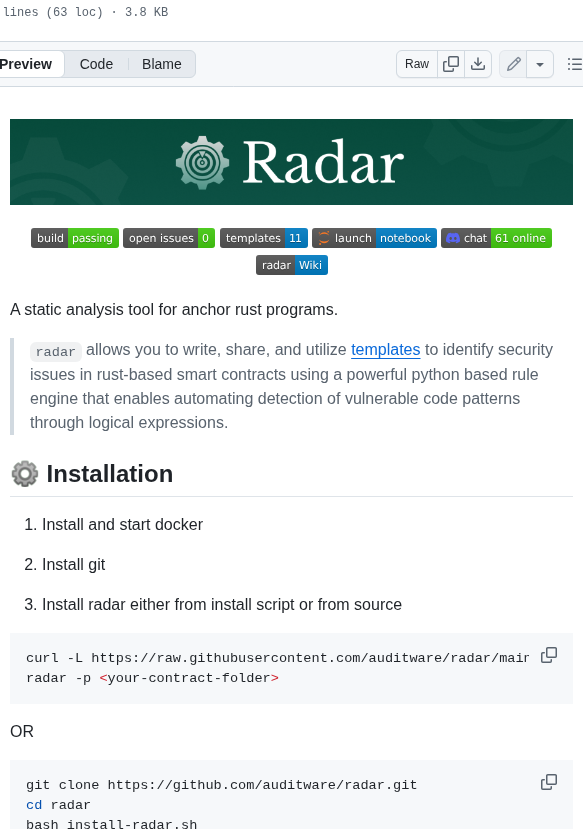 lines (63 loc) · 3.8 KB
Preview Code Blame Raw
Radar
build passing open issues 0 templates 11 launch notebook chat 61 online
radar Wiki
A static analysis tool for anchor rust programs.
radar allows you to write, share, and utilize templates to identify security
issues in rust-based smart contracts using a powerful python based rule
engine that enables automating detection of vulnerable code patterns
through logical expressions.
Installation
1. Install and start docker
2. Install git
3. Install radar either from install script or from source
curl -L https://raw.githubusercontent.com/auditware/radar/main
radar -p <your-contract-folder>
OR
git clone https://github.com/auditware/radar.git
cd radar
bash install-radar.sh